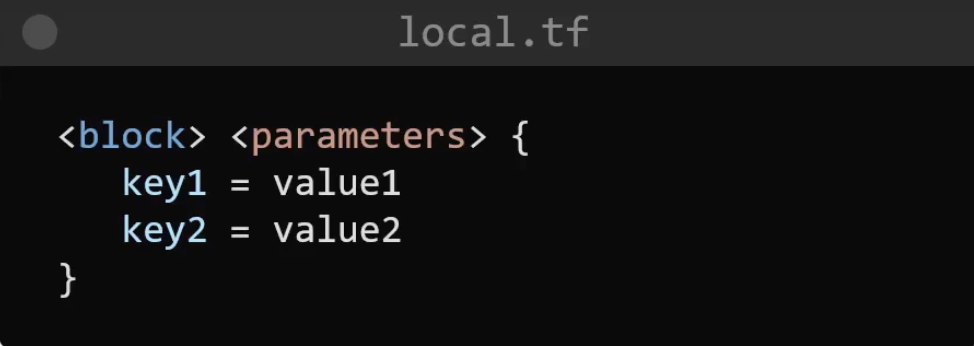 local.tf
<block> <parameters> {
key1 = value1
key2 = value2
}